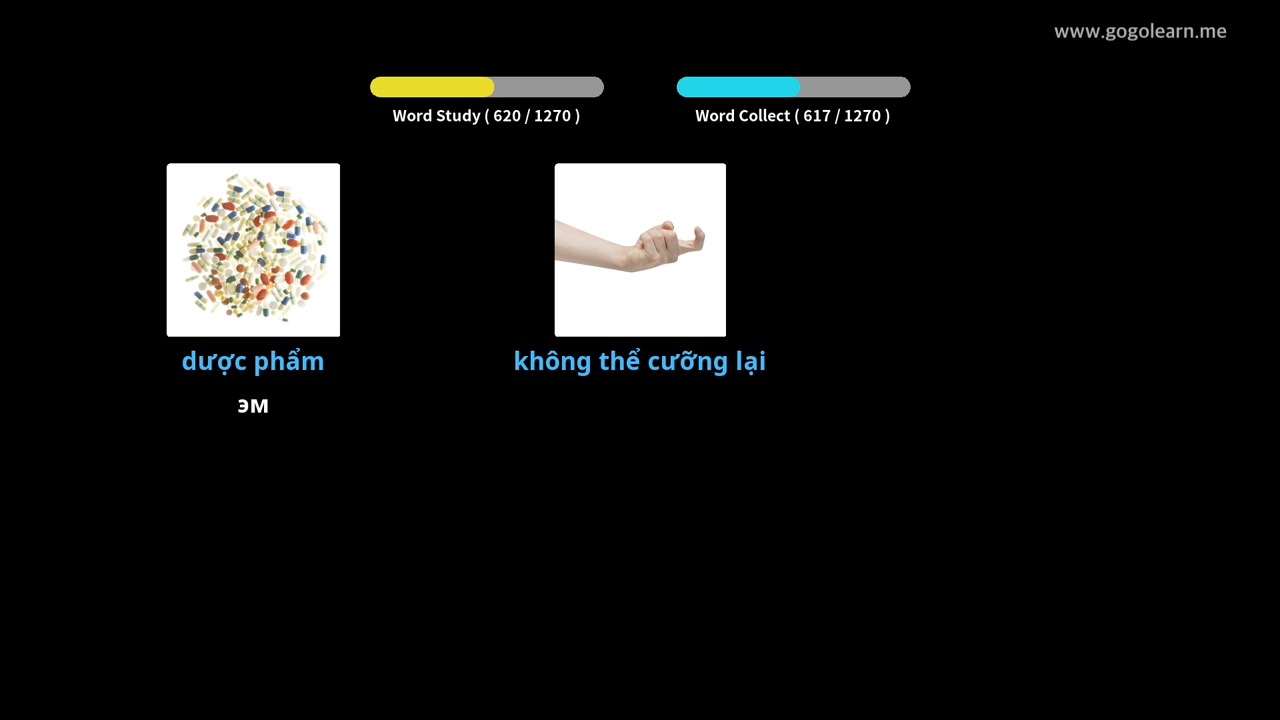 www.gogolearn.me
Word Study ( 620 / 1270 )
Word Collect ( 617 / 1270 )
dược phẩm
không thể cưỡng lại
эм